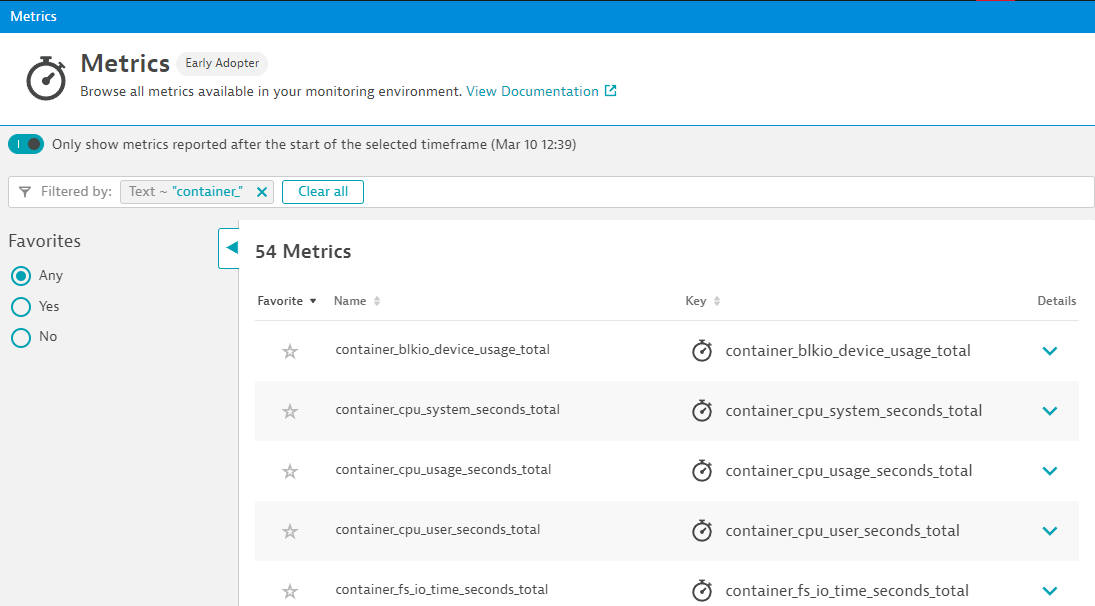 Metrics
Metrics Early Adopter
Browse all metrics available in your monitoring environment. View Documentation
Only show metrics reported after the start of the selected timeframe (Mar 10 12:39)
Filtered by: Text ~ "container_" Clear all
Favorites
Any
Yes
No
54 Metrics
Favorite Name Key Details
container_blkio_device_usage_total container_blkio_device_usage_total
container_cpu_system_seconds_total container_cpu_system_seconds_total
container_cpu_usage_seconds_total container_cpu_usage_seconds_total
container_cpu_user_seconds_total container_cpu_user_seconds_total
container_fs_io_time_seconds_total container_fs_io_time_seconds_total